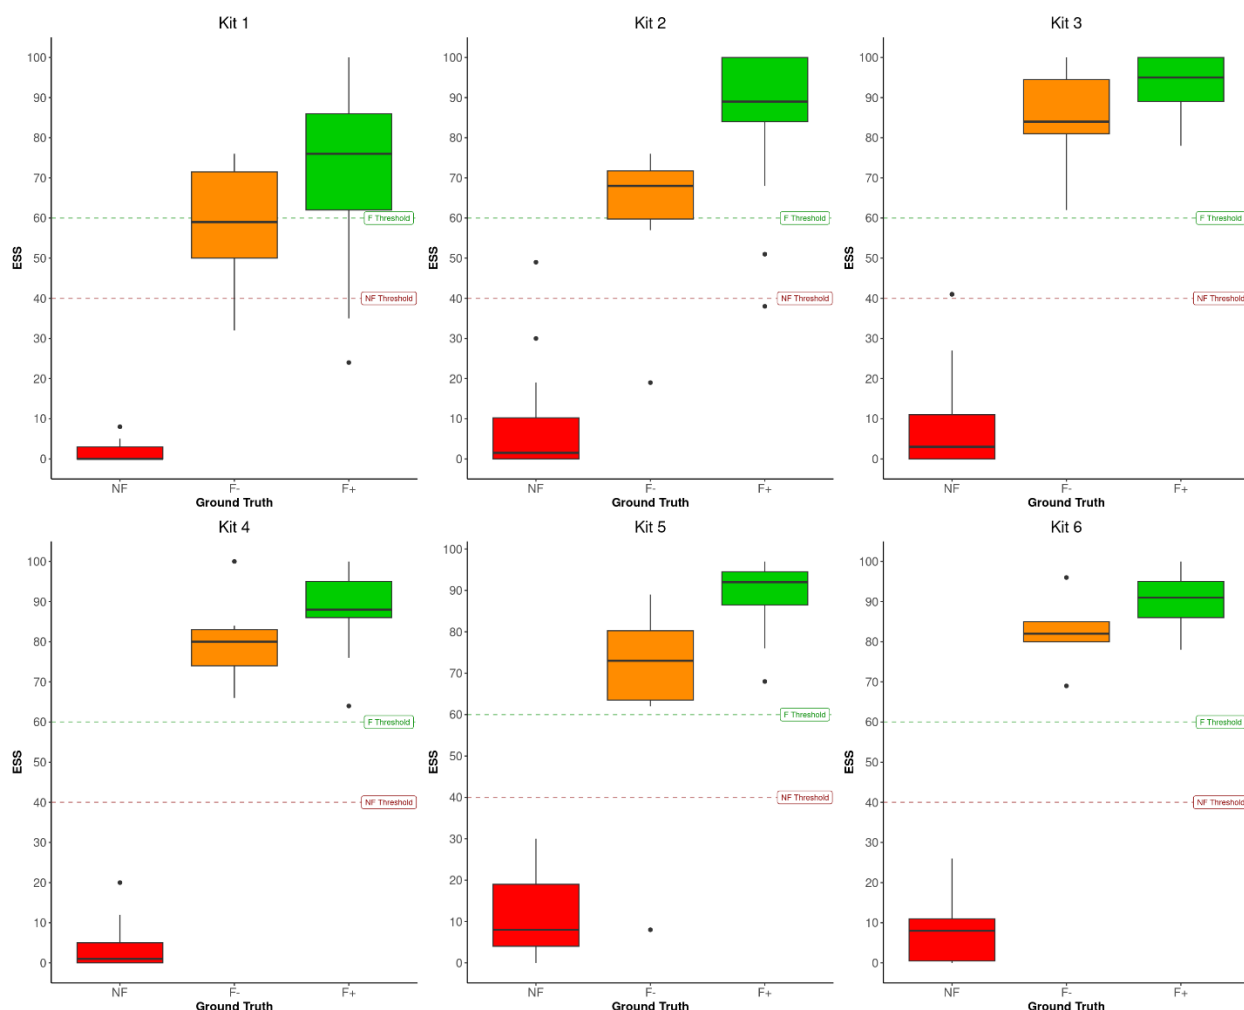 Kit 1
100
90
80
70
60
50
40
30
20
10
0
ESS
F Threshold
NF Threshold
NF
F-
F+
Ground Truth
Kit 2
100
90
80
70
60
50
40
30
20
10
0
ESS
F Threshold
NF Threshold
NF
F-
F+
Ground Truth
Kit 3
100
90
80
70
60
50
40
30
20
10
0
ESS
F Threshold
NF Threshold
NF
F-
F+
Ground Truth
Kit 4
100
90
80
70
60
50
40
30
20
10
0
ESS
F Threshold
NF Threshold
NF
F-
F+
Ground Truth
Kit 5
100
90
80
70
60
50
40
30
20
10
0
ESS
F Threshold
NF Threshold
NF
F-
F+
Ground Truth
Kit 6
100
90
80
70
60
50
40
30
20
10
0
ESS
F Threshold
NF Threshold
NF
F-
F+
Ground Truth